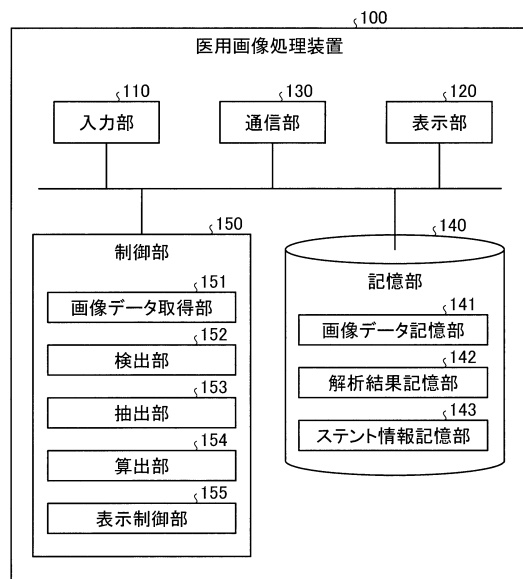 100
医用画像処理装置
110
入力部
130
通信部
120
表示部
150
制御部
151
画像データ取得部
152
検出部
153
抽出部
154
算出部
155
表示制御部
140
記憶部
141
画像データ記憶部
142
解析結果記憶部
143
ステント情報記憶部